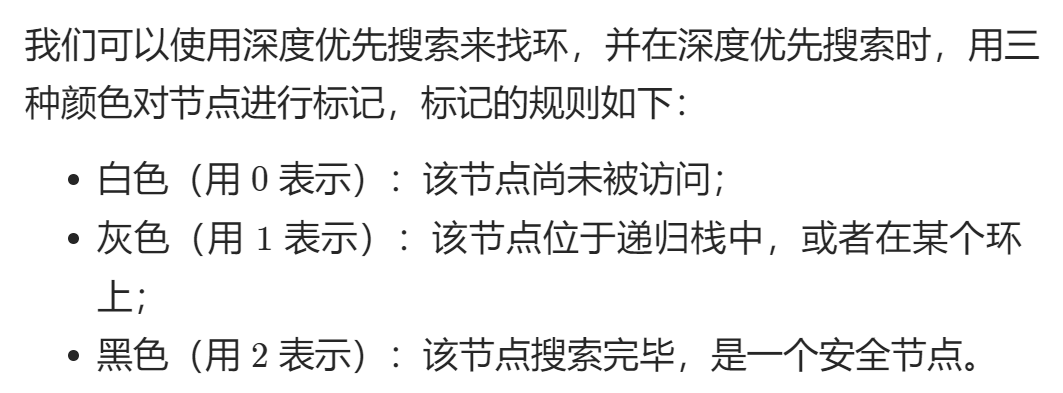 我们可以使用深度优先搜索来找环，并在深度优先搜索时，用三
种颜色对节点进行标记，标记的规则如下：
• 白色（用 0 表示）：该节点尚未被访问；
• 灰色（用 1 表示）：该节点位于递归栈中，或者在某个环
上；
• 黑色（用 2 表示）：该节点搜索完毕，是一个安全节点。